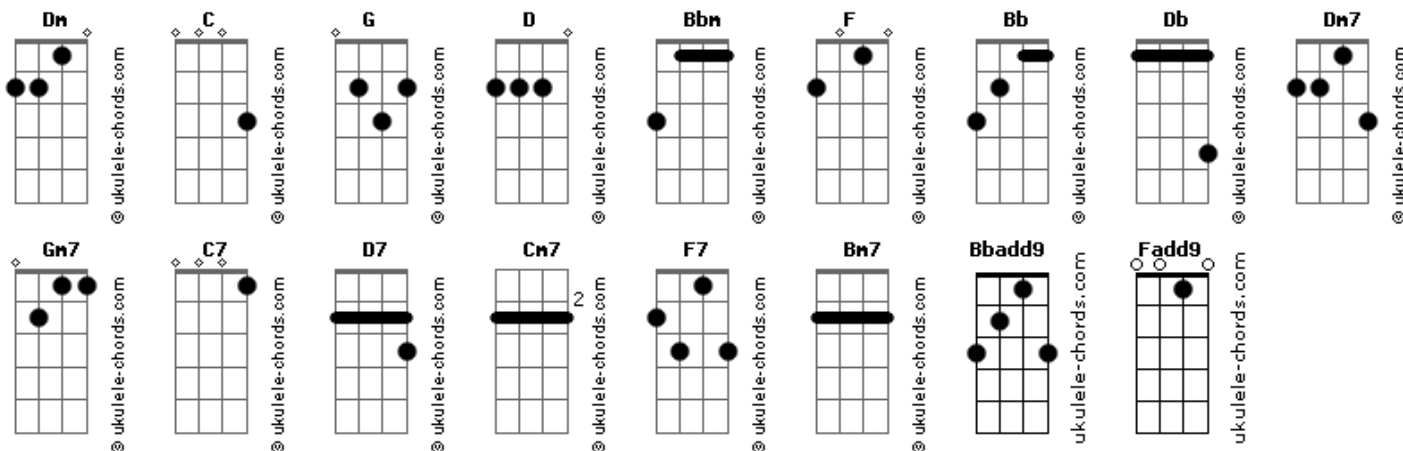 Dm C G D Bbm F Bb Db Dm7
© ukulele-chords.com © ukulele-chords.com © ukulele-chords.com © ukulele-chords.com © ukulele-chords.com © ukulele-chords.com © ukulele-chords.com © ukulele-chords.com © ukulele-chords.com
Gm7 C7 D7 Cm7 F7 Bm7 Bbadd9 Fadd9
2
© ukulele-chords.com © ukulele-chords.com © ukulele-chords.com © ukulele-chords.com © ukulele-chords.com © ukulele-chords.com ukulele-chords.com ukulele-chords.com